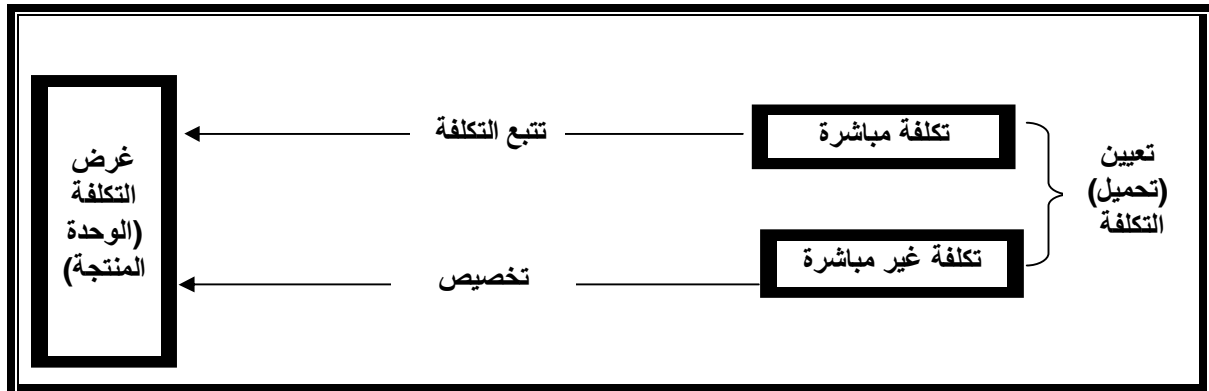 تعيين
(تحميل)
التكلفة
تكلفة مباشرة
تتبع التكلفة
تكلفة غير مباشرة
تخصيص
غرض
التكلفة
(الوحدة
المنتجة)